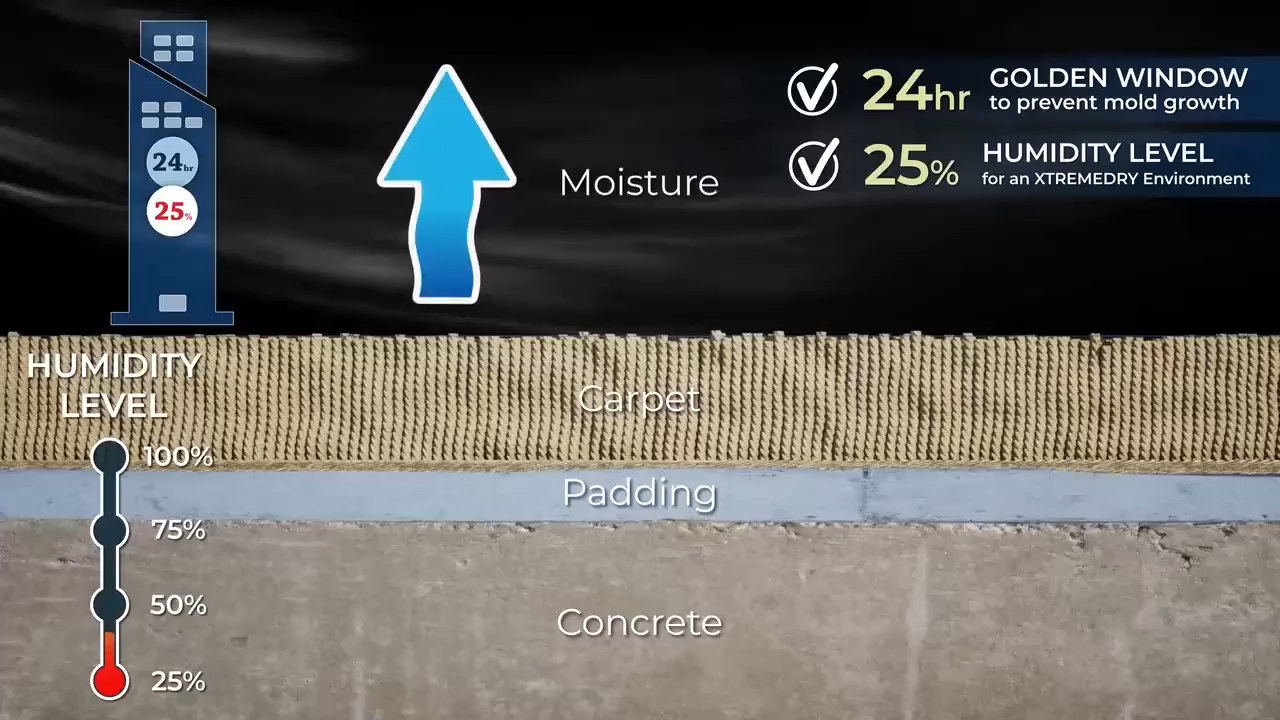 24hr
25%
24hr GOLDEN WINDOW
to prevent mold growth
25% HUMIDITY LEVEL
for an XTREMEDRY Environment
Moisture
Carpet
Padding
Concrete
HUMIDITY
LEVEL
100%
75%
50%
25%